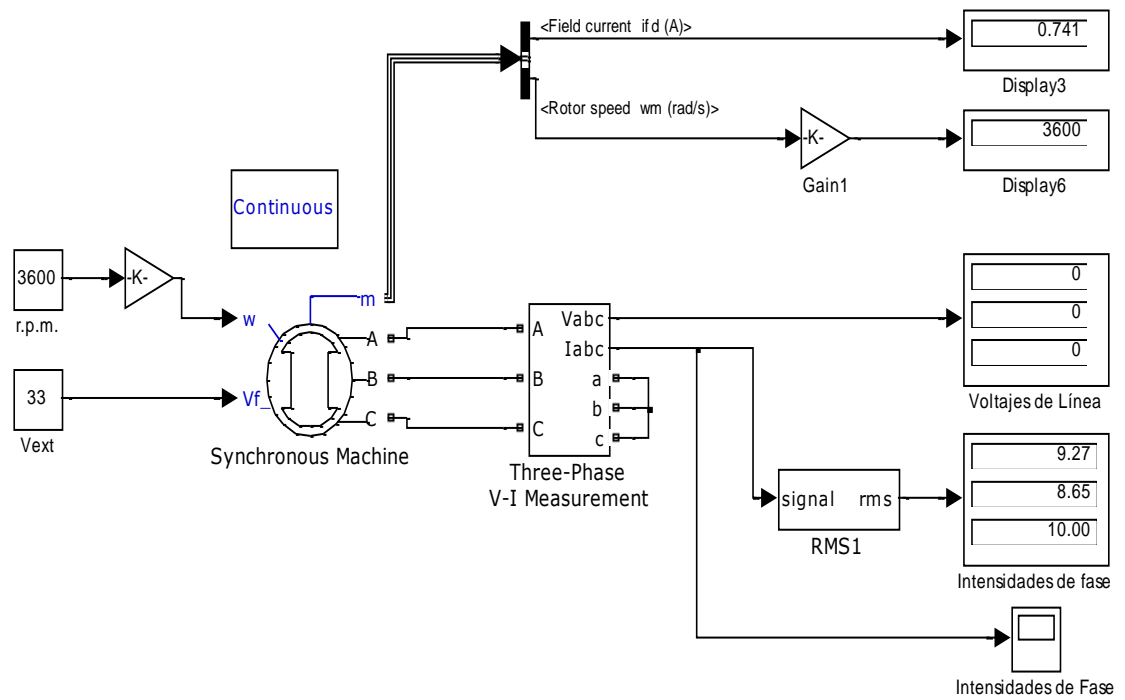 <Field current ifd (A)>
0.741
Display3
<Rotor speed wm (rad/s)>
-K-
Gain1
3600
Display6
Continuous
3600
r.p.m.
-K-
w
m
33
Vext
Vf_
A
B
C
Synchronous Machine
A
B
C
Vabc
Iabc
a
b
c
Three-Phase
V-I Measurement
0
0
0
Voltajes de Línea
signal rms
RMS1
9.27
8.65
10.00
Intensidades de fase
Intensidades de Fase